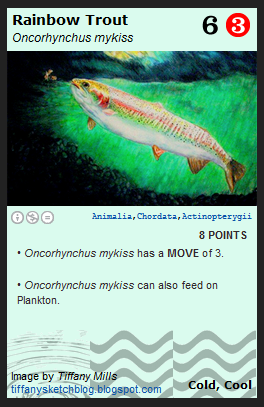 Rainbow Trout
Oncorhynchus mykiss
6 3
Animalia,Chordata,Actinopterygii
8 POINTS
• Oncorhynchus mykiss has a MOVE of 3.
• Oncorhynchus mykiss can also feed on
Plankton.
Image by Tiffany Mills
tiffanysketchblog.blogspot.com
Cold, Cool